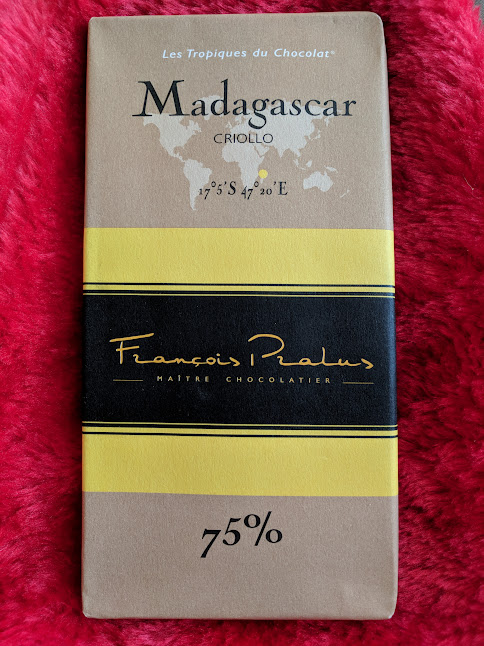 Les Tropiques du Chocolat*
Madagascar
CRIOLLO
17°5'S 47°20'E
François Pralus
MAÎTRE CHOCOLATIER
75%